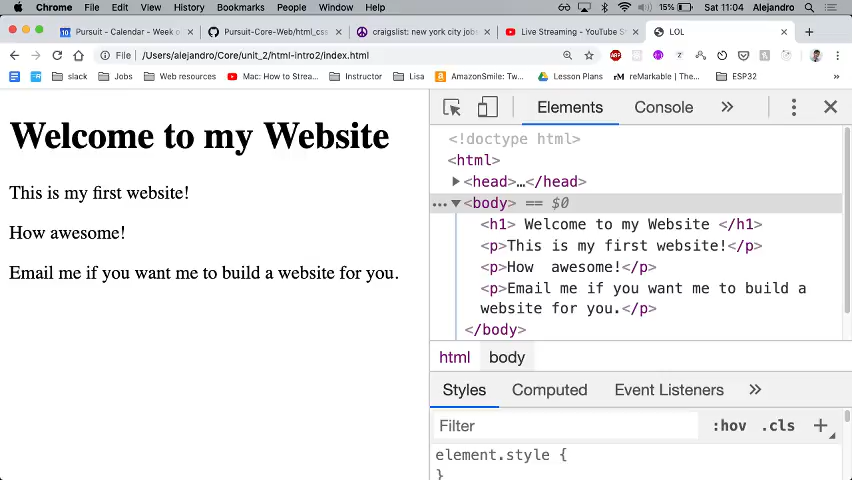 Chrome File Edit View History Bookmarks People Window Help 15% Sat 11:04 Alejandro
Pursuit - Calendar - Week o Pursuit-Core-Web/html_css craigslist: new york city jobs Live Streaming - YouTube S LOL
File /Users/alejandro/Core/unit_2/html-intro2/index.html
slack Jobs Web resources Mac: How to Strea... Instructor Lisa AmazonSmile: Tw... Lesson Plans rM reMarkable | The... ESP32
Welcome to my Website
This is my first website!
How awesome!
Email me if you want me to build a website for you.
Elements Console »
<!doctype html>
<html>
<head>…</head>
... <body> == $0
<h1> Welcome to my Website </h1>
<p>This is my first website!</p>
<p>How  awesome!</p>
<p>Email me if you want me to build a
website for you.</p>
</body>
html body
Styles Computed Event Listeners »
Filter :hov .cls +
element.style {
}